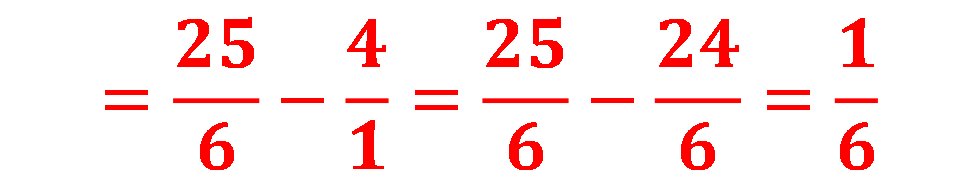 = 25/6 − 4/1 = 25/6 − 24/6 = 1/6